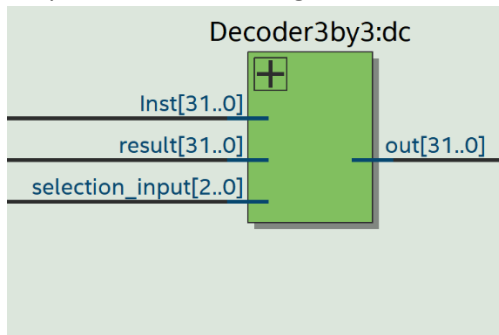 Decoder3by3:dc
Inst[31..0]
result[31..0]
out[31..0]
selection_input[2..0]